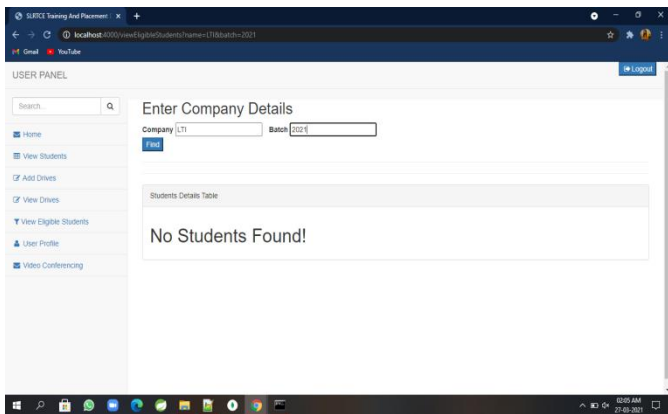 SLRTCE Training And Placement
localhost:4000/viewEligibleStudents?name=LTI&batch=2021
Gmail YouTube
USER PANEL
Logout
Search...
Home
View Students
Add Drives
View Drives
View Eligible Students
User Profile
Video Conferencing
Enter Company Details
Company LTI Batch 2021
Find
Students Details Table
No Students Found!
02:05 AM
27-03-2021